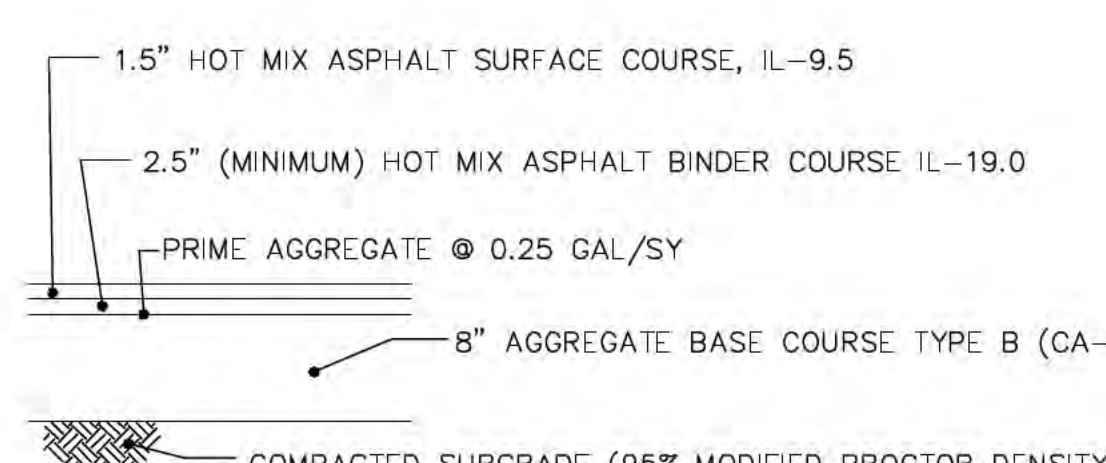 1.5” HOT MIX ASPHALT SURFACE COURSE, IL-9.5
2.5” (MINIMUM) HOT MIX ASPHALT BINDER COURSE IL-19.0
PRIME AGGREGATE @ 0.25 GAL/SY
8” AGGREGATE BASE COURSE TYPE B (CA-
COMPACTED SUBGRADE (95% MODIFIED PROCTOR DENSITY